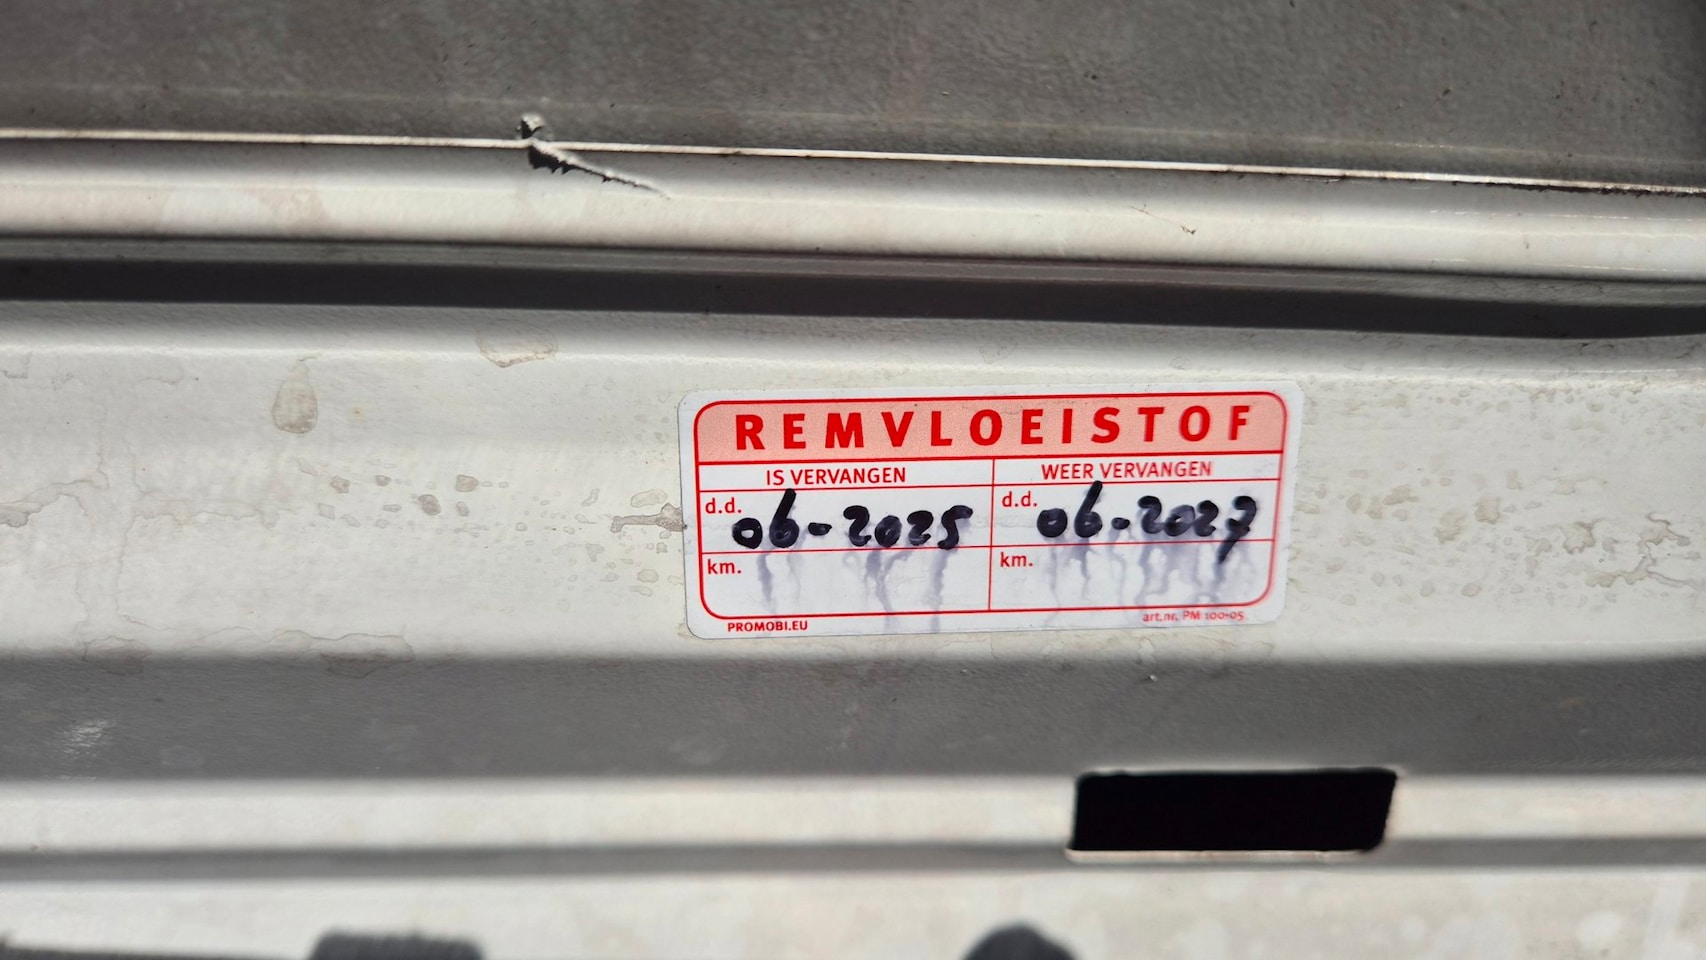 REMVLOEISTOF
IS VERVANGEN WEER VERVANGEN
d.d. 06-2025 d.d. 06-2027
km. km.
PROMOBI.EU art.nr. PM 100-05